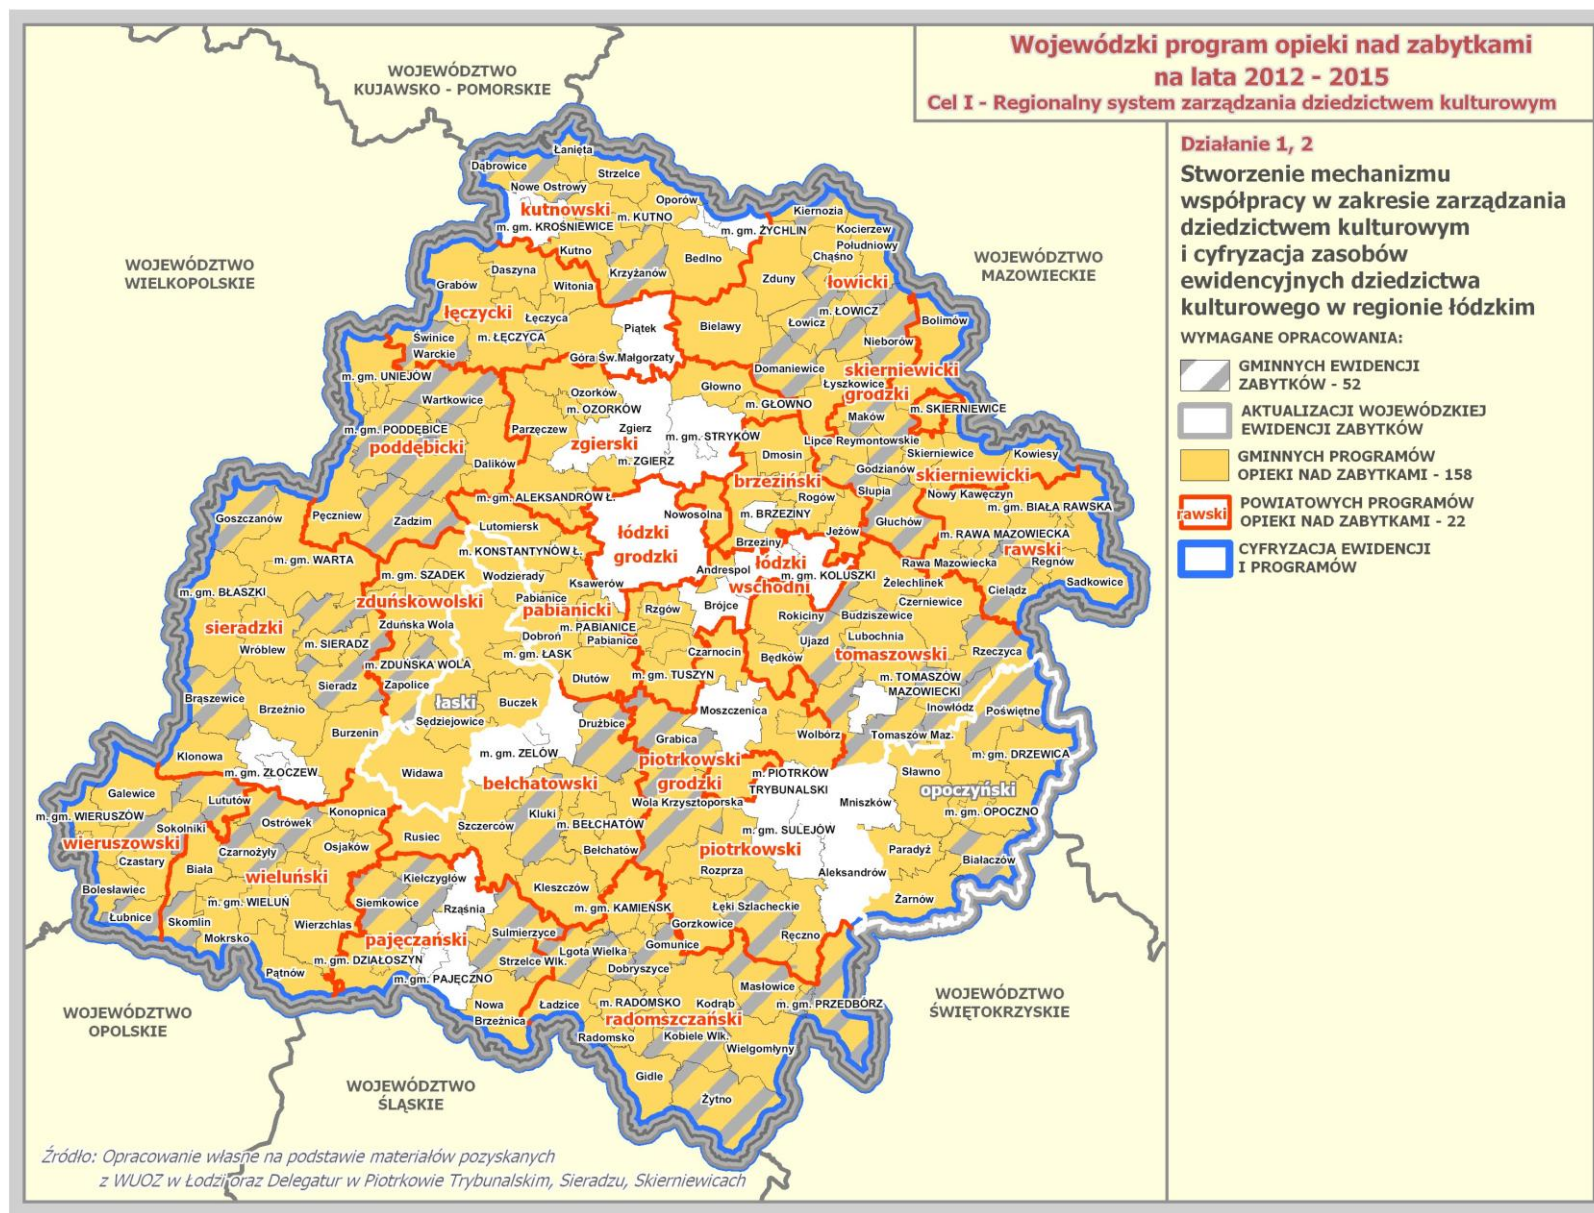 Wojewódzki program opieki nad zabytkami
na lata 2012 - 2015
Cel I - Regionalny system zarządzania dziedzictwem kulturowym
Działanie 1, 2
Stworzenie mechanizmu
współpracy w zakresie zarządzania
dziedzictwem kulturowym
i cyfryzacja zasobów
ewidencyjnych dziedzictwa
kulturowego w regionie łódzkim
WYMAGANE OPRACOWANIA:
GMINNYCH EWIDENCJI
ZABYTKÓW - 52
AKTUALIZACJI WOJEWÓDZKIEJ
EWIDENCJI ZABYTKÓW
GMINNYCH PROGRAMÓW
OPIEKI NAD ZABYTKAMI - 158
rawski
POWIATOWYCH PROGRAMÓW
OPIEKI NAD ZABYTKAMI - 22
CYFRYZACJA EWIDENCJI
I PROGRAMÓW
WOJEWÓDZTWO
KUJAWSKO - POMORSKIE
WOJEWÓDZTWO
WIELKOPOLSKIE
WOJEWÓDZTWO
MAZOWIECKIE
Łanięta
Dąbrowice
Strzelce
Nowe Ostrowy
Oporów
kutnowski
m. KUTNO
m. gm. KROŚNIEWICE
m. gm. ŻYCHLIN
Kutno
Bedlno
Krzyżanów
Kiernozia
Kocierzew
Południowy
Chąśno
Zduny
łowicki
m. ŁOWICZ
Łowicz
Bielawy
Bolimów
Nieborów
Domaniewice
Łyszkowice
Daszyna
Grabów
Witonia
łęczycki
Łęczyca
m. ŁĘCZYCA
Piątek
Świnice
Warckie
Góra Św.Małgorzaty
m. gm. UNIEJÓW
Wartkowice
m. gm. PODDĘBICE
poddębicki
Dalików
Pęczniew
Zadzim
Ozorków
m. OZORKÓW
Parzęczew
zgierski
Zgierz
m. ZGIERZ
Głowno
m. GŁOWNO
m. gm. STRYKÓW
m. gm. ALEKSANDRÓW Ł.
skierniewicki
grodzki
m. SKIERNIEWICE
Maków
Lipce Reymontowskie
Skierniewice
Kowiesy
Godzianów
skierniewicki
Słupia
Nowy Kawęczyn
Głuchów
Dmosin
brzeziński
Rogów
m. BRZEZINY
Jeżów
Brzeziny
m. gm. BIAŁA RAWSKA
m. RAWA MAZOWIECKA
rawski
Rawa Mazowiecka
Regnów
Sadkowice
Cielądz
Nowosolna
łódzki
grodzki
łódzki
wschodni
Andrespol
m. gm. KOLUSZKI
Brójce
Rzgów
m. gm. TUSZYN
Lutomiersk
m. KONSTANTYNÓW Ł.
Wodzierady
Ksawerów
Pabianice
pabianicki
m. PABIANICE
Pabianice
Dobroń
Dłutów
Goszczanów
m. gm. WARTA
m. gm. BŁASZKI
sieradzki
Wróblew
m. SIERADZ
Sieradz
Brąszewice
Brzeźnio
Burzenin
Klonowa
m. gm. ZŁOCZEW
m. gm. SZADEK
zduńskowolski
Zduńska Wola
m. ZDUŃSKA WOLA
Zapolice
m. gm. ŁASK
łaski
Buczek
Sędziejowice
Widawa
Żelechlinek
Czerniewice
Rokiciny
Budziszewice
Ujazd
Lubochnia
Będków
tomaszowski
Rzeczyca
m. TOMASZÓW
MAZOWIECKI
Inowłódz
Tomaszów Maz.
Poświętne
m. gm. DRZEWICA
Sławno
opoczyński
Mniszków
m. gm. OPOCZNO
Paradyż
Białaczów
Żarnów
Czarnocin
Moszczenica
Grabica
Wolbórz
piotrkowski
grodzki
m. PIOTRKÓW
TRYBUNALSKI
Wola Krzysztoporska
m. gm. SULEJÓW
piotrkowski
Aleksandrów
Rozprza
Łęki Szlacheckie
Gorzkowice
Ręczno
Drużbice
m. gm. ZELÓW
bełchatowski
Kluki
Szczerców
m. BEŁCHATÓW
Bełchatów
Rusiec
Kleszczów
Galewice
m. gm. WIERUSZÓW
Sokolniki
wieruszowski
Czastary
Bolesławiec
Łubnice
Lututów
Ostrówek
Konopnica
Czarnożyły
Osjaków
Biała
wieluński
m. gm. WIELUŃ
Skomlin
Wierzchlas
Mokrsko
Pątnów
Kiełczygłów
Siemkowice
Rząśnia
pajęczański
Sulmierzyce
m. gm. DZIAŁOSZYN
Strzelce Wlk.
m. gm. PAJĘCZNO
Nowa
Brzeźnica
m. gm. KAMIEŃSK
Lgota Wielka
Gomunice
Dobryszyce
Masłowice
m. gm. PRZEDBÓRZ
Ładzice
m. RADOMSKO
Kodrąb
radomszczański
Radomsko
Kobiele Wlk.
Wielgomłyny
Gidle
Żytno
WOJEWÓDZTWO
OPOLSKIE
WOJEWÓDZTWO
ŚLĄSKIE
WOJEWÓDZTWO
ŚWIĘTOKRZYSKIE
Źródło: Opracowanie własne na podstawie materiałów pozyskanych
z WUOZ w Łodzi oraz Delegatur w Piotrkowie Trybunalskim, Sieradzu, Skierniewicach